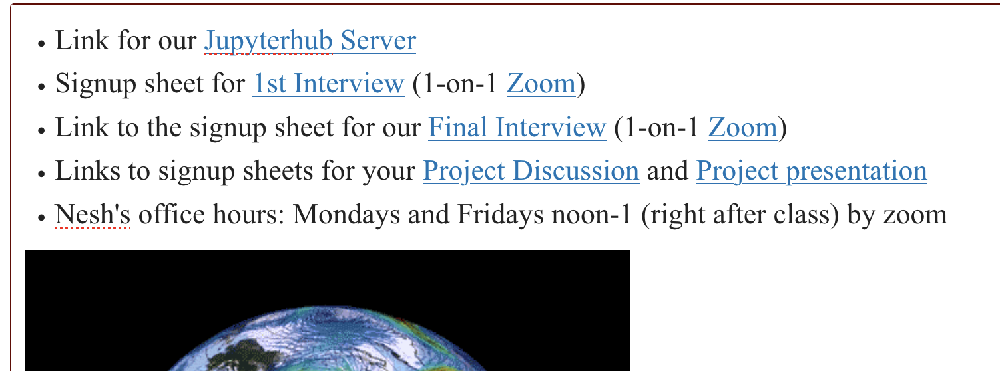 • Link for our Jupyterhub Server
• Signup sheet for 1st Interview (1-on-1 Zoom)
• Link to the signup sheet for our Final Interview (1-on-1 Zoom)
• Links to signup sheets for your Project Discussion and Project presentation
• Nesh's office hours: Mondays and Fridays noon-1 (right after class) by zoom